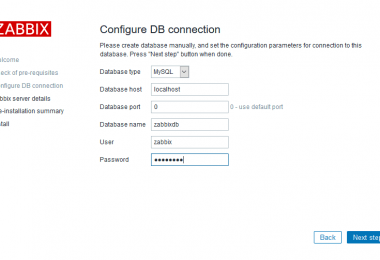 ZABBIX
Configure DB connection
Please create database manually, and set the configuration parameters for connection to this
database. Press "Next step" button when done.
elcome
eck of pre-requisites
nfigure DB connection
bbix server details
e-installation summary
tall
Database type MySQL
Database host localhost
Database port 0 0 - use default port
Database name zabbixdb
User zabbix
Password ●●●●●●●●
Back Next step